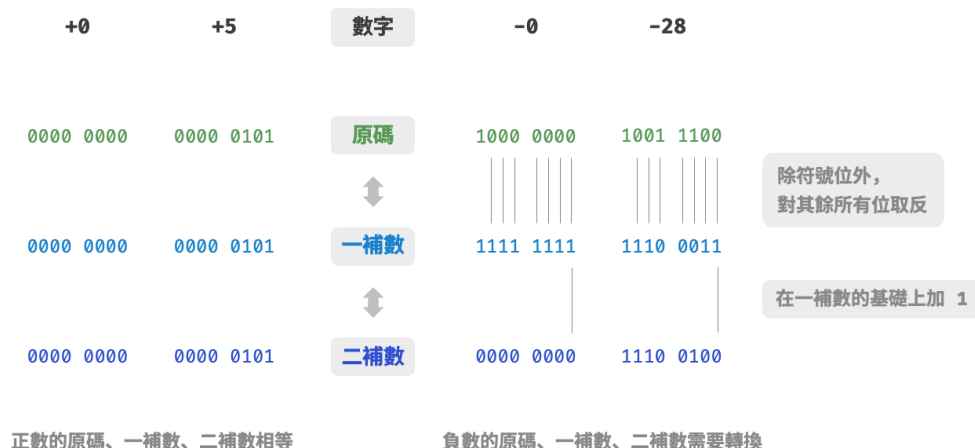 +0 +5 數字 -0 -28
0000 0000 0000 0101 原碼 1000 0000 1001 1100
除符號位外，
對其餘所有位取反
0000 0000 0000 0101 一補數 1111 1111 1110 0011
在一補數的基礎上加 1
0000 0000 0000 0101 二補數 0000 0000 1110 0100
正數的原碼、一補數、二補數相等 負數的原碼、一補數、二補數需要轉換